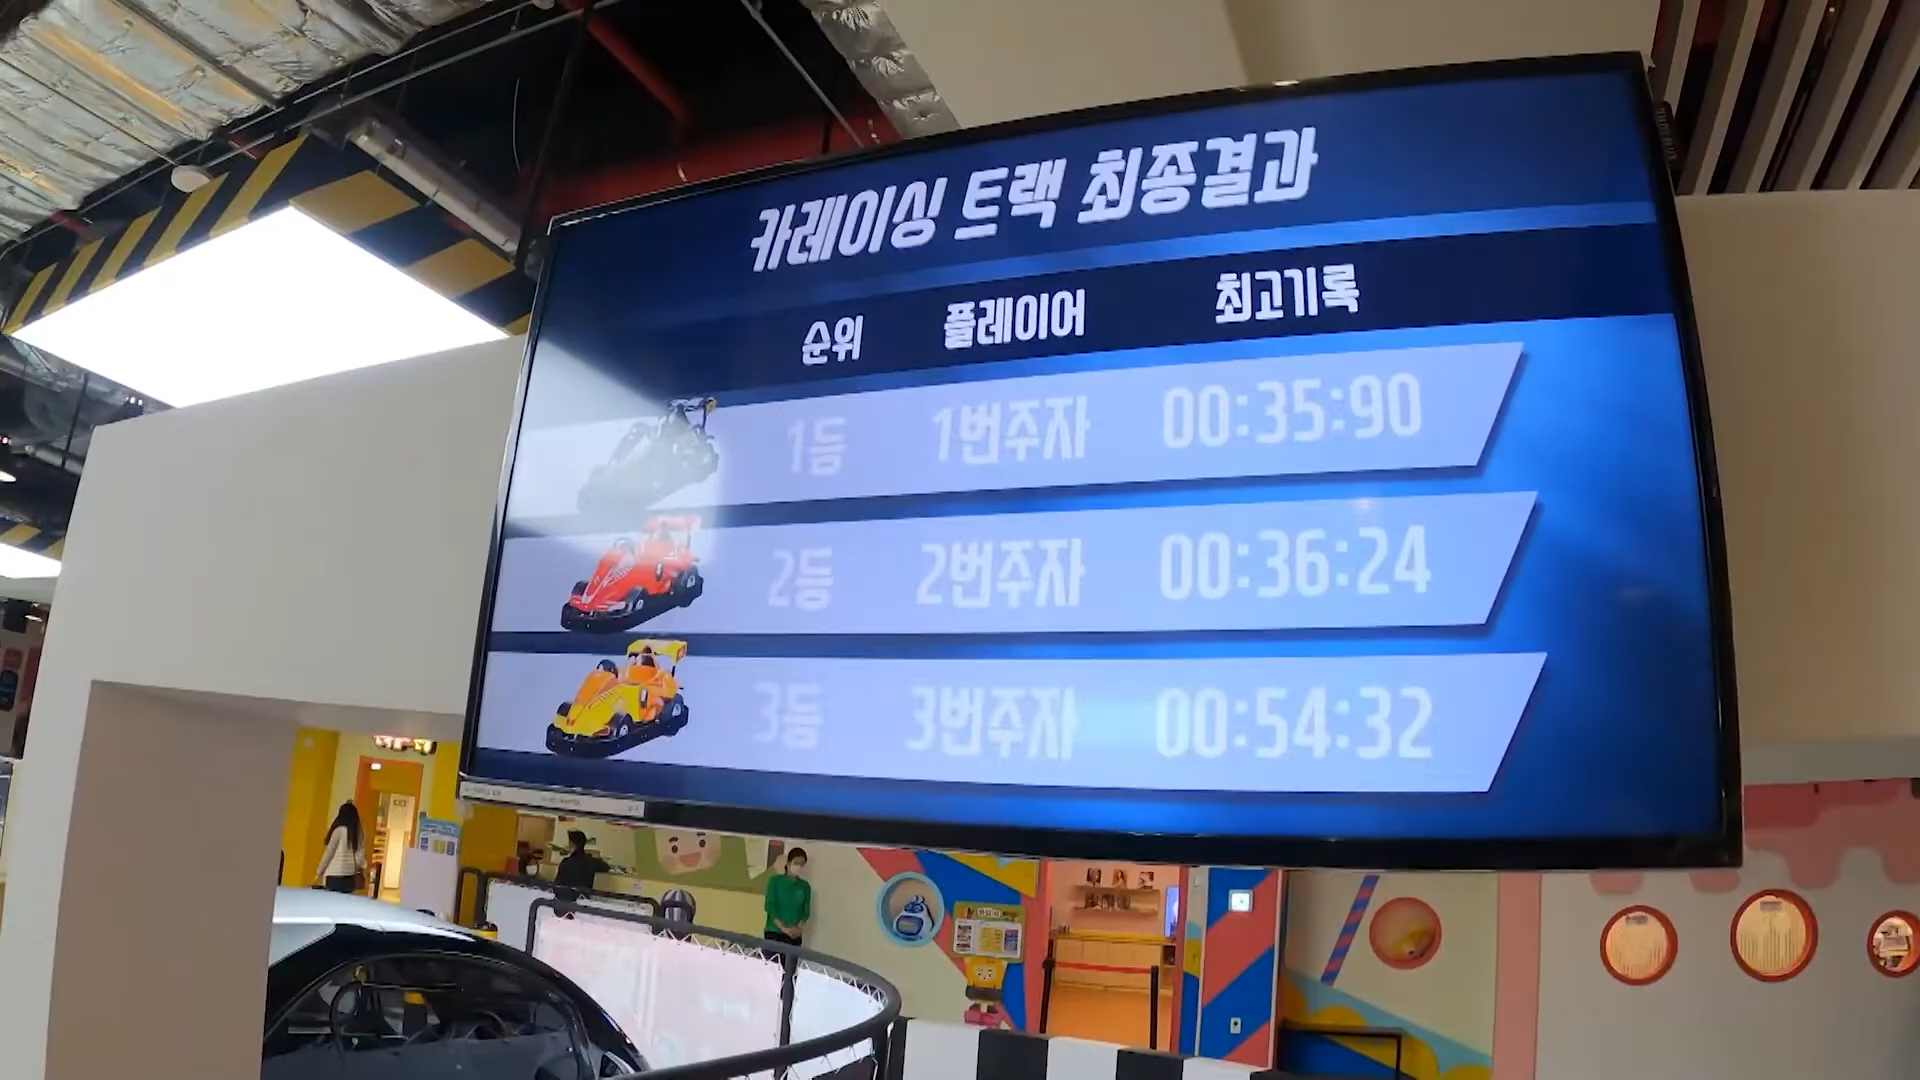 카레이싱 트랙 최종결과
순위 플레이어 최고기록
1등 1번주자 00:35:90
2등 2번주자 00:36:24
3등 3번주자 00:54:32